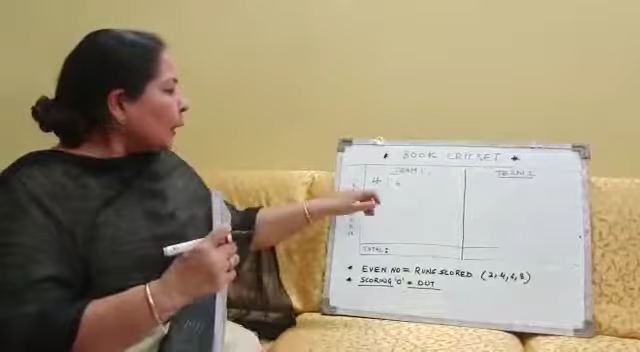 * BOOK CRICKET *
TEAM 1. TEAM 2
4 6
TOTAL:
* EVEN NO = RUNS SCORED (2,4,6,8)
* SCORING '0' = OUT